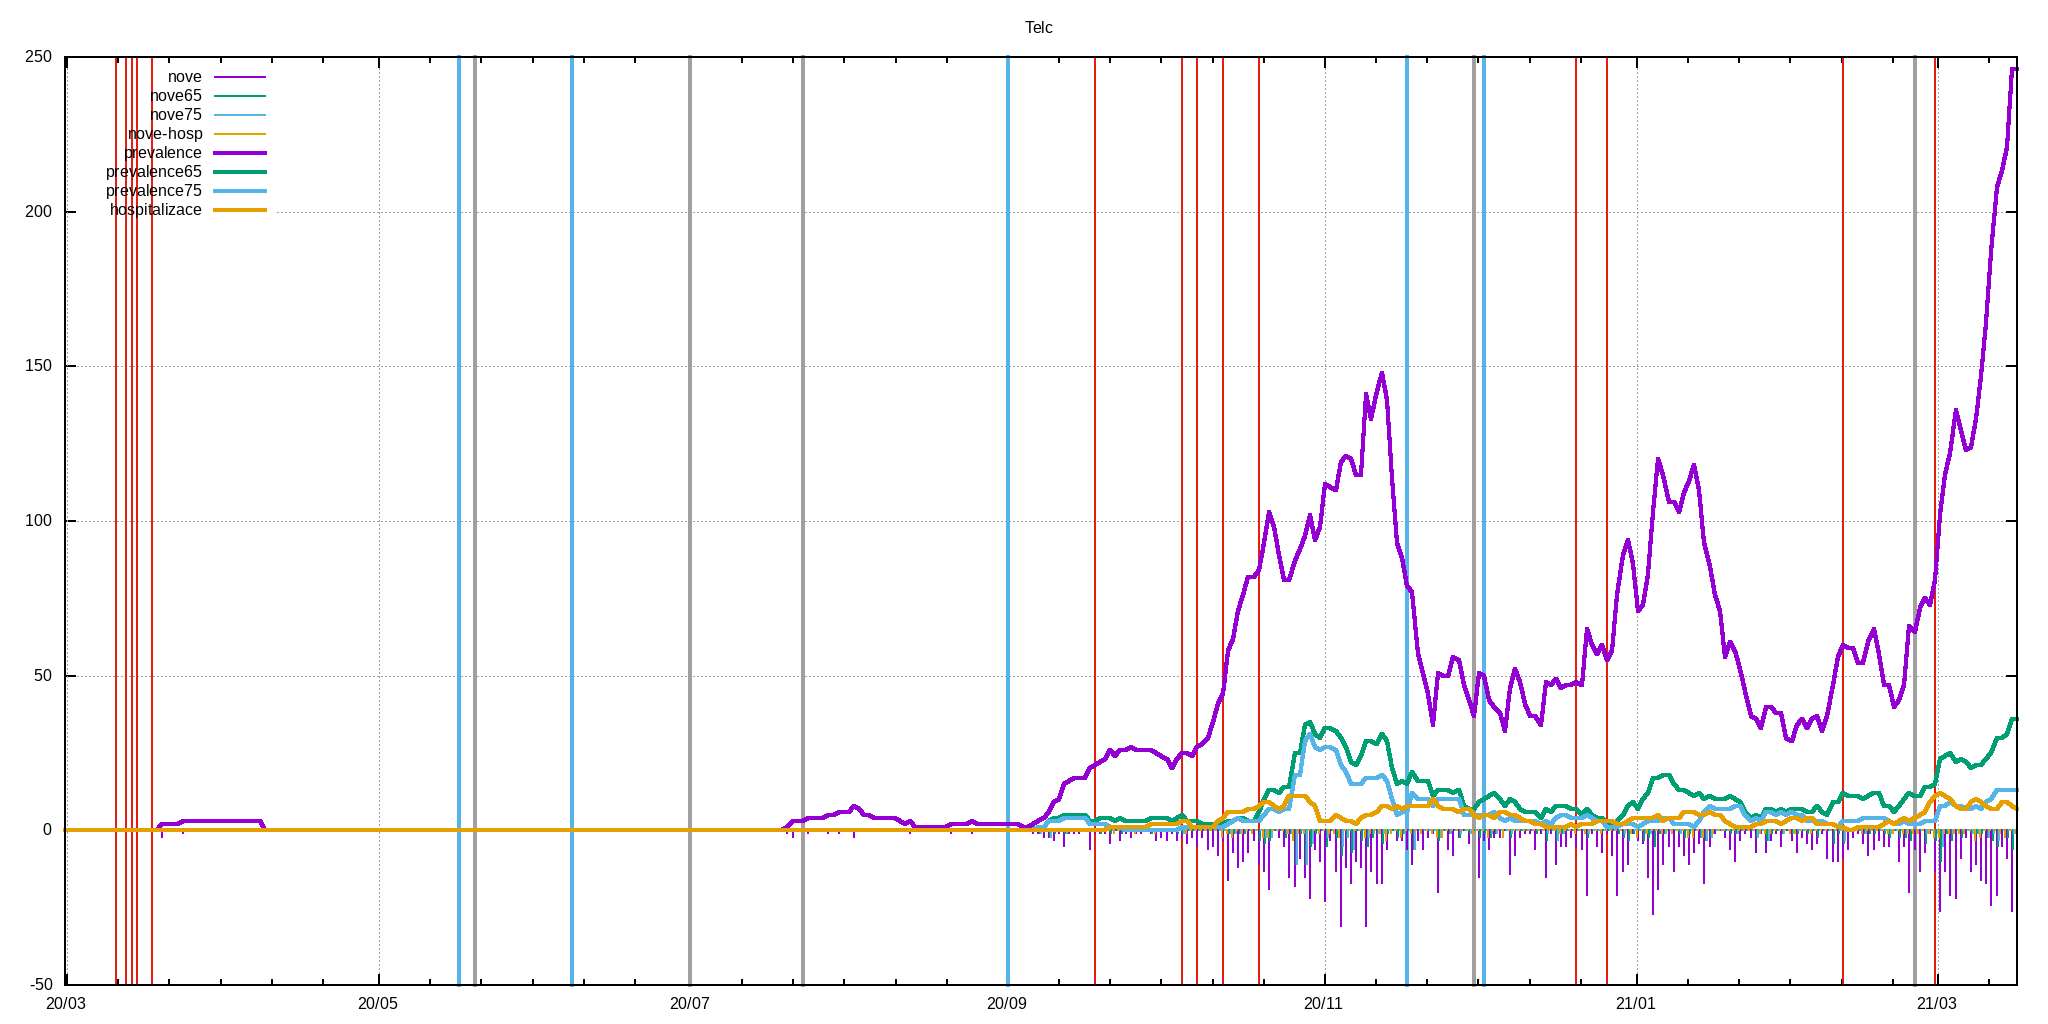 Telc
250
200
150
100
50
0
-50
nove
nove65
nove75
nove-hosp
prevalence
prevalence65
prevalence75
hospitalizace
20/03 20/05 20/07 20/09 20/11 21/01 21/03